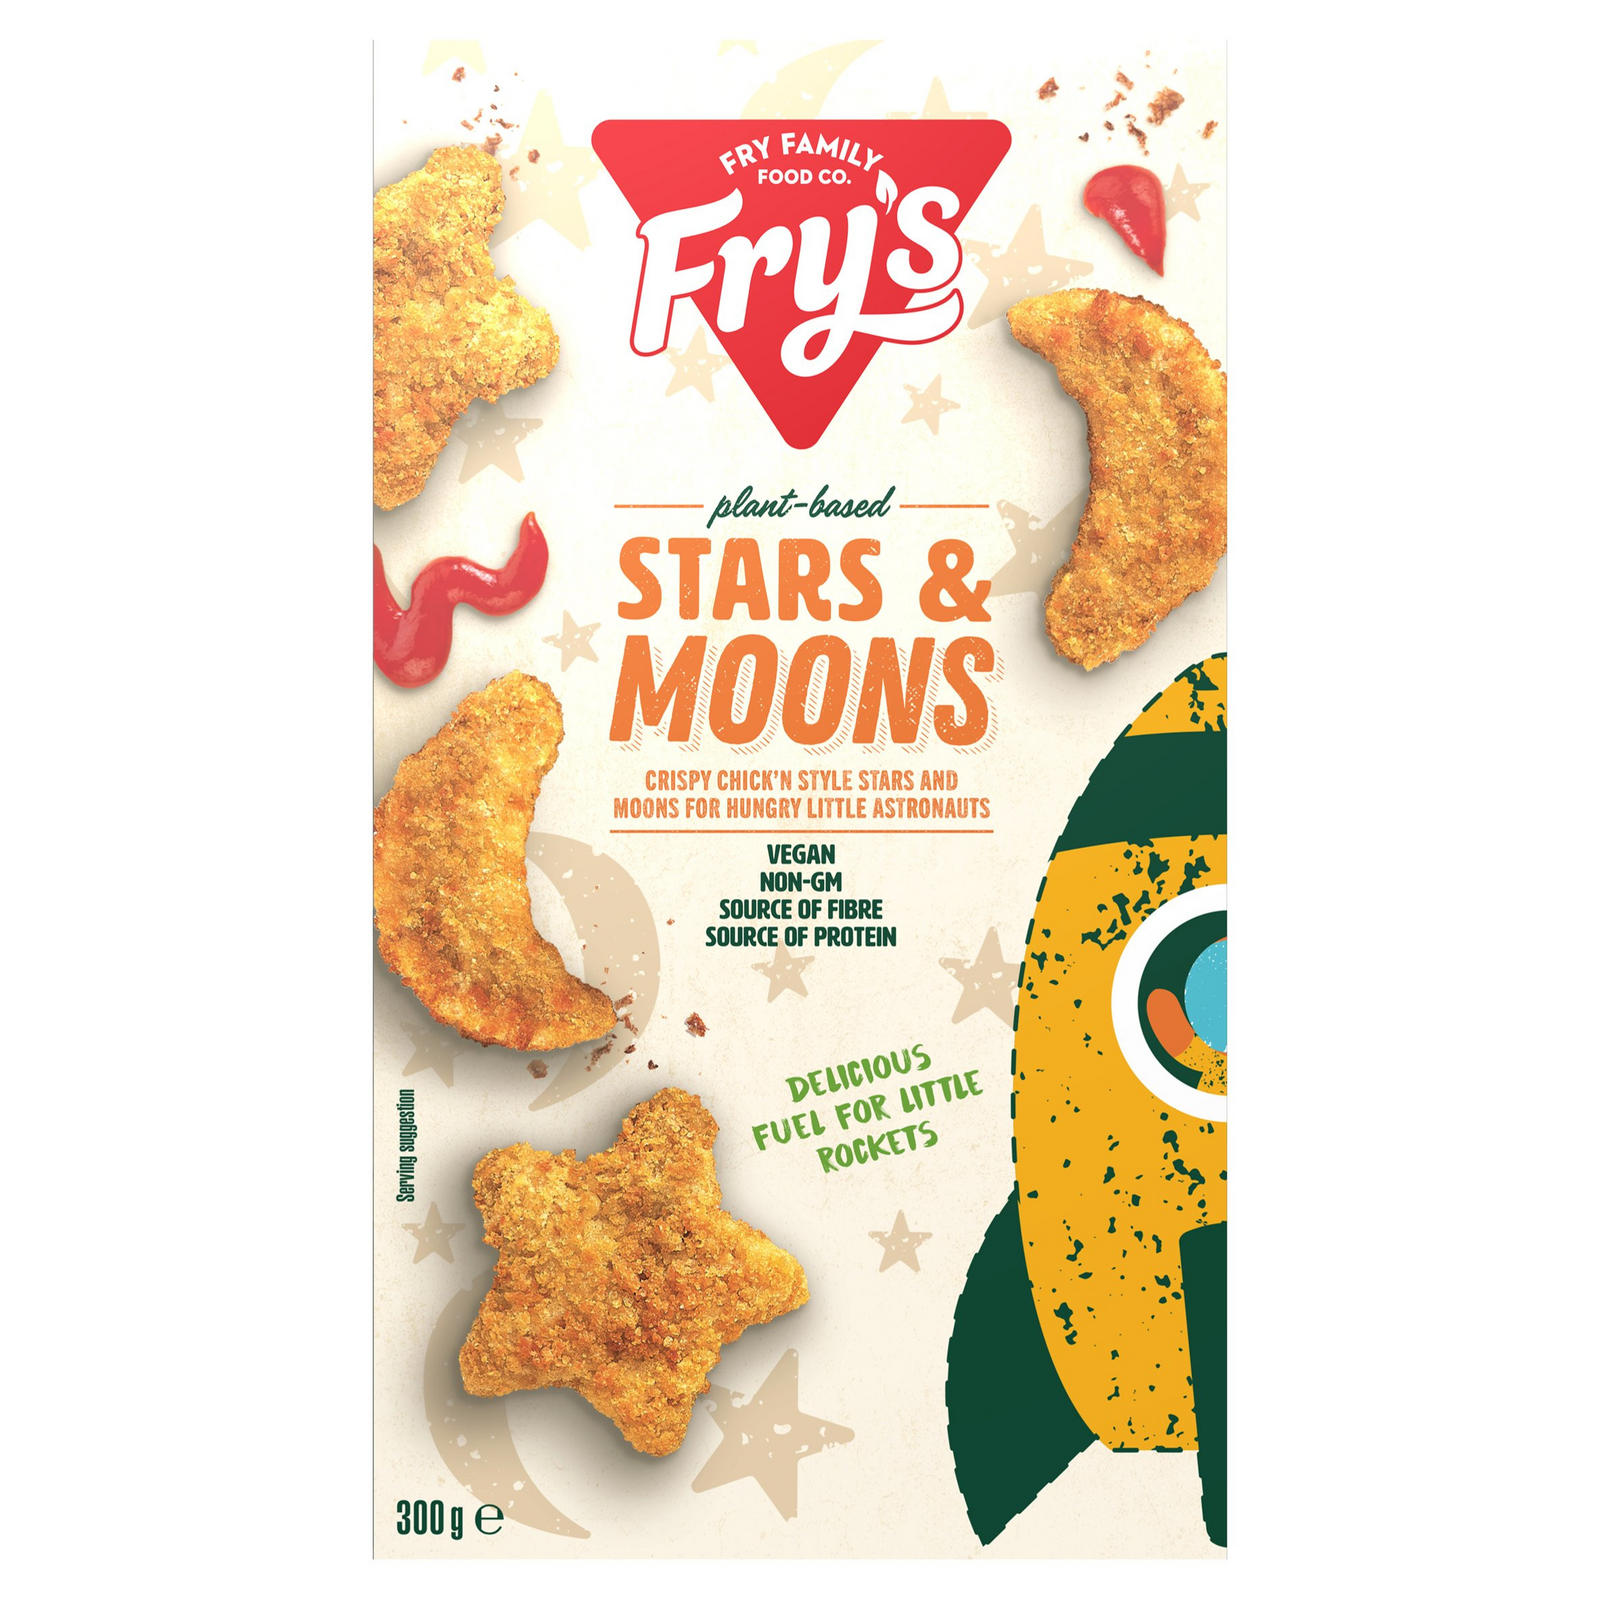 FRY FAMILY
FOOD CO.
Fry's
plant-based
STARS &
MOONS
CRISPY CHICK'N STYLE STARS AND
MOONS FOR HUNGRY LITTLE ASTRONAUTS
VEGAN
NON-GM
SOURCE OF FIBRE
SOURCE OF PROTEIN
DELICIOUS
FUEL FOR LITTLE
ROCKETS
Serving suggestion
300 g ℮